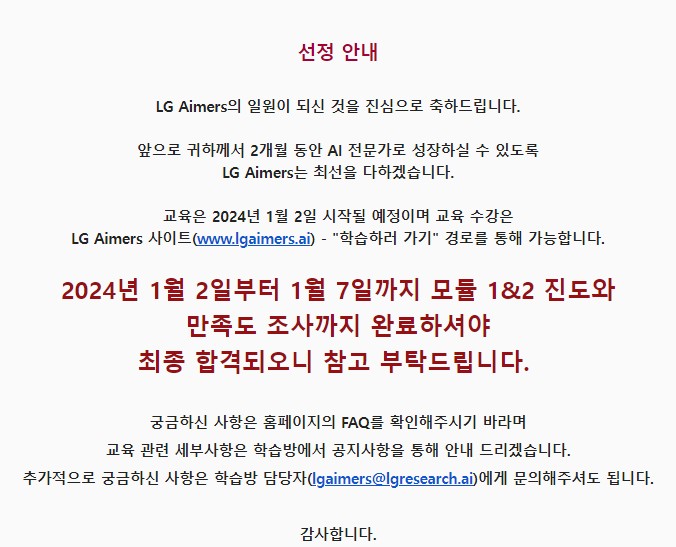 선정 안내
LG Aimers의 일원이 되신 것을 진심으로 축하드립니다.
앞으로 귀하께서 2개월 동안 AI 전문가로 성장하실 수 있도록
LG Aimers는 최선을 다하겠습니다.
교육은 2024년 1월 2일 시작될 예정이며 교육 수강은
LG Aimers 사이트(www.lgaimers.ai) - "학습하러 가기" 경로를 통해 가능합니다.
2024년 1월 2일부터 1월 7일까지 모듈 1&2 진도와
만족도 조사까지 완료하셔야
최종 합격되오니 참고 부탁드립니다.
궁금하신 사항은 홈페이지의 FAQ를 확인해주시기 바라며
교육 관련 세부사항은 학습방에서 공지사항을 통해 안내 드리겠습니다.
추가적으로 궁금하신 사항은 학습방 담당자(lgaimers@lgresearch.ai)에게 문의해주셔도 됩니다.
감사합니다.